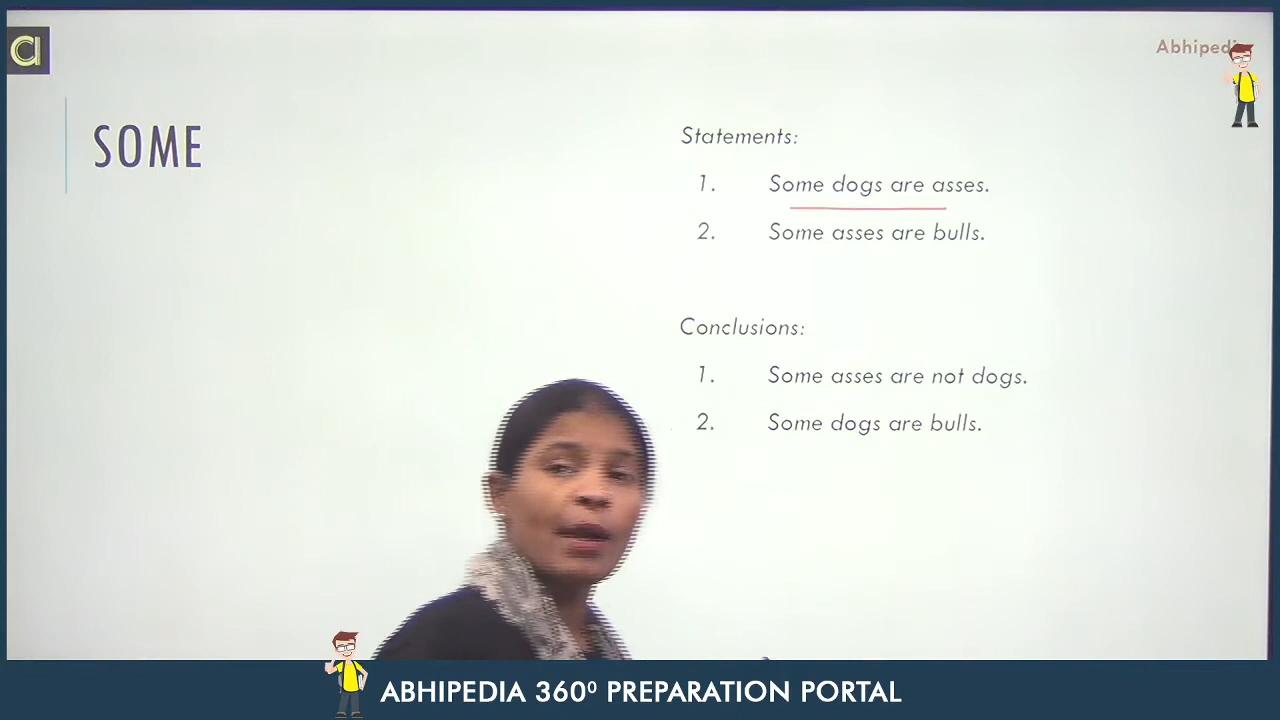 Abhipedia
SOME
Statements:
1. Some dogs are asses.
2. Some asses are bulls.
Conclusions:
1. Some asses are not dogs.
2. Some dogs are bulls.
ABHIPEDIA 360⁰ PREPARATION PORTAL